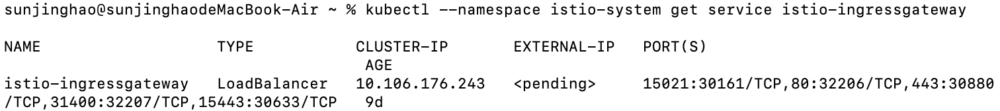 sunjinghao@sunjinghaodeMacBook-Air ~ % kubectl --namespace istio-system get service istio-ingressgateway
NAME TYPE CLUSTER-IP EXTERNAL-IP PORT(S)
AGE
istio-ingressgateway LoadBalancer 10.106.176.243 <pending> 15021:30161/TCP,80:32206/TCP,443:30880
/TCP,31400:32207/TCP,15443:30633/TCP 9d